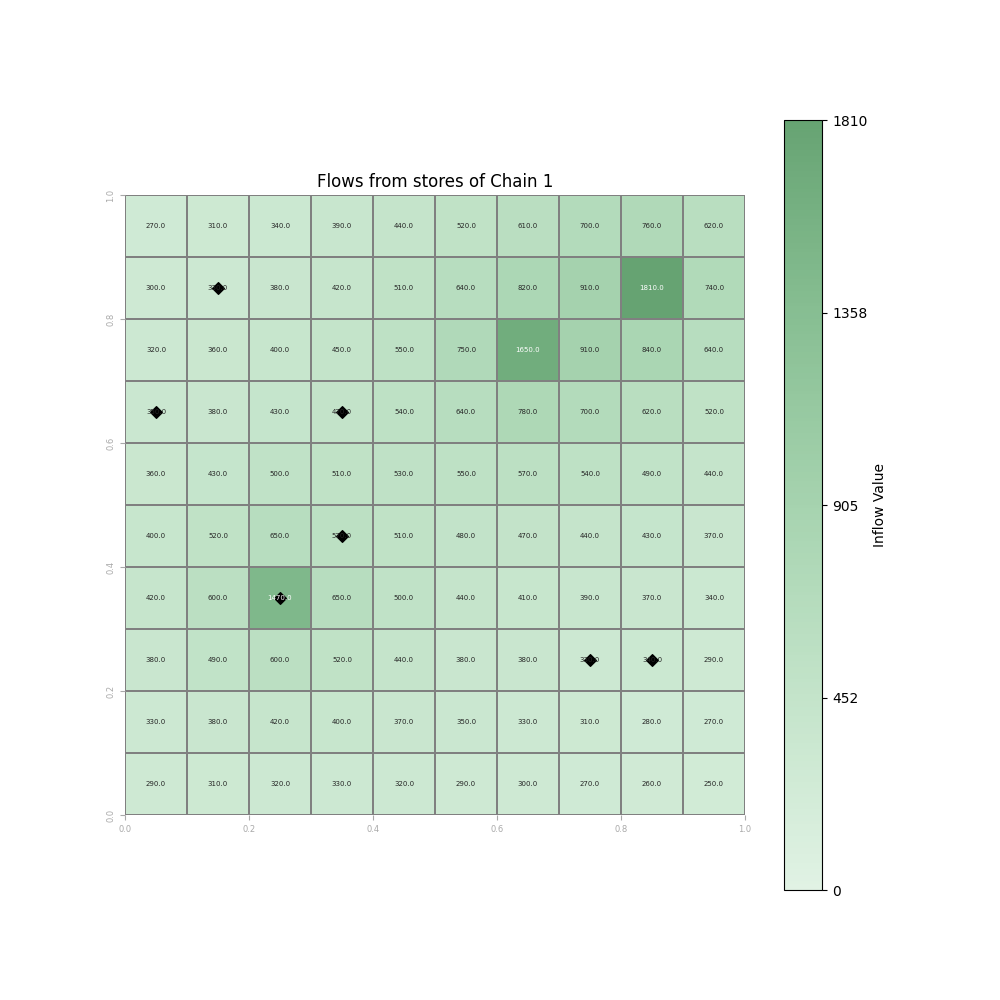 Flows from stores of Chain 1
1810
1358
905
452
0
Inflow Value
1.0
0.8
0.6
0.4
0.2
0.0
270.0 310.0 340.0 390.0 440.0 520.0 610.0 700.0 760.0 620.0
300.0 380.0 420.0 510.0 640.0 820.0 910.0 1810.0 740.0
320.0 360.0 400.0 450.0 550.0 750.0 1650.0 910.0 840.0 640.0
380.0 430.0 540.0 640.0 780.0 700.0 620.0 520.0
360.0 430.0 500.0 510.0 530.0 550.0 570.0 540.0 490.0 440.0
400.0 520.0 650.0 510.0 480.0 470.0 440.0 430.0 370.0
420.0 600.0 1470.0 650.0 500.0 440.0 410.0 390.0 370.0 340.0
380.0 490.0 600.0 520.0 440.0 380.0 380.0 290.0
330.0 380.0 420.0 400.0 370.0 350.0 330.0 310.0 280.0 270.0
290.0 310.0 320.0 330.0 320.0 290.0 300.0 270.0 260.0 250.0
0.0 0.2 0.4 0.6 0.8 1.0